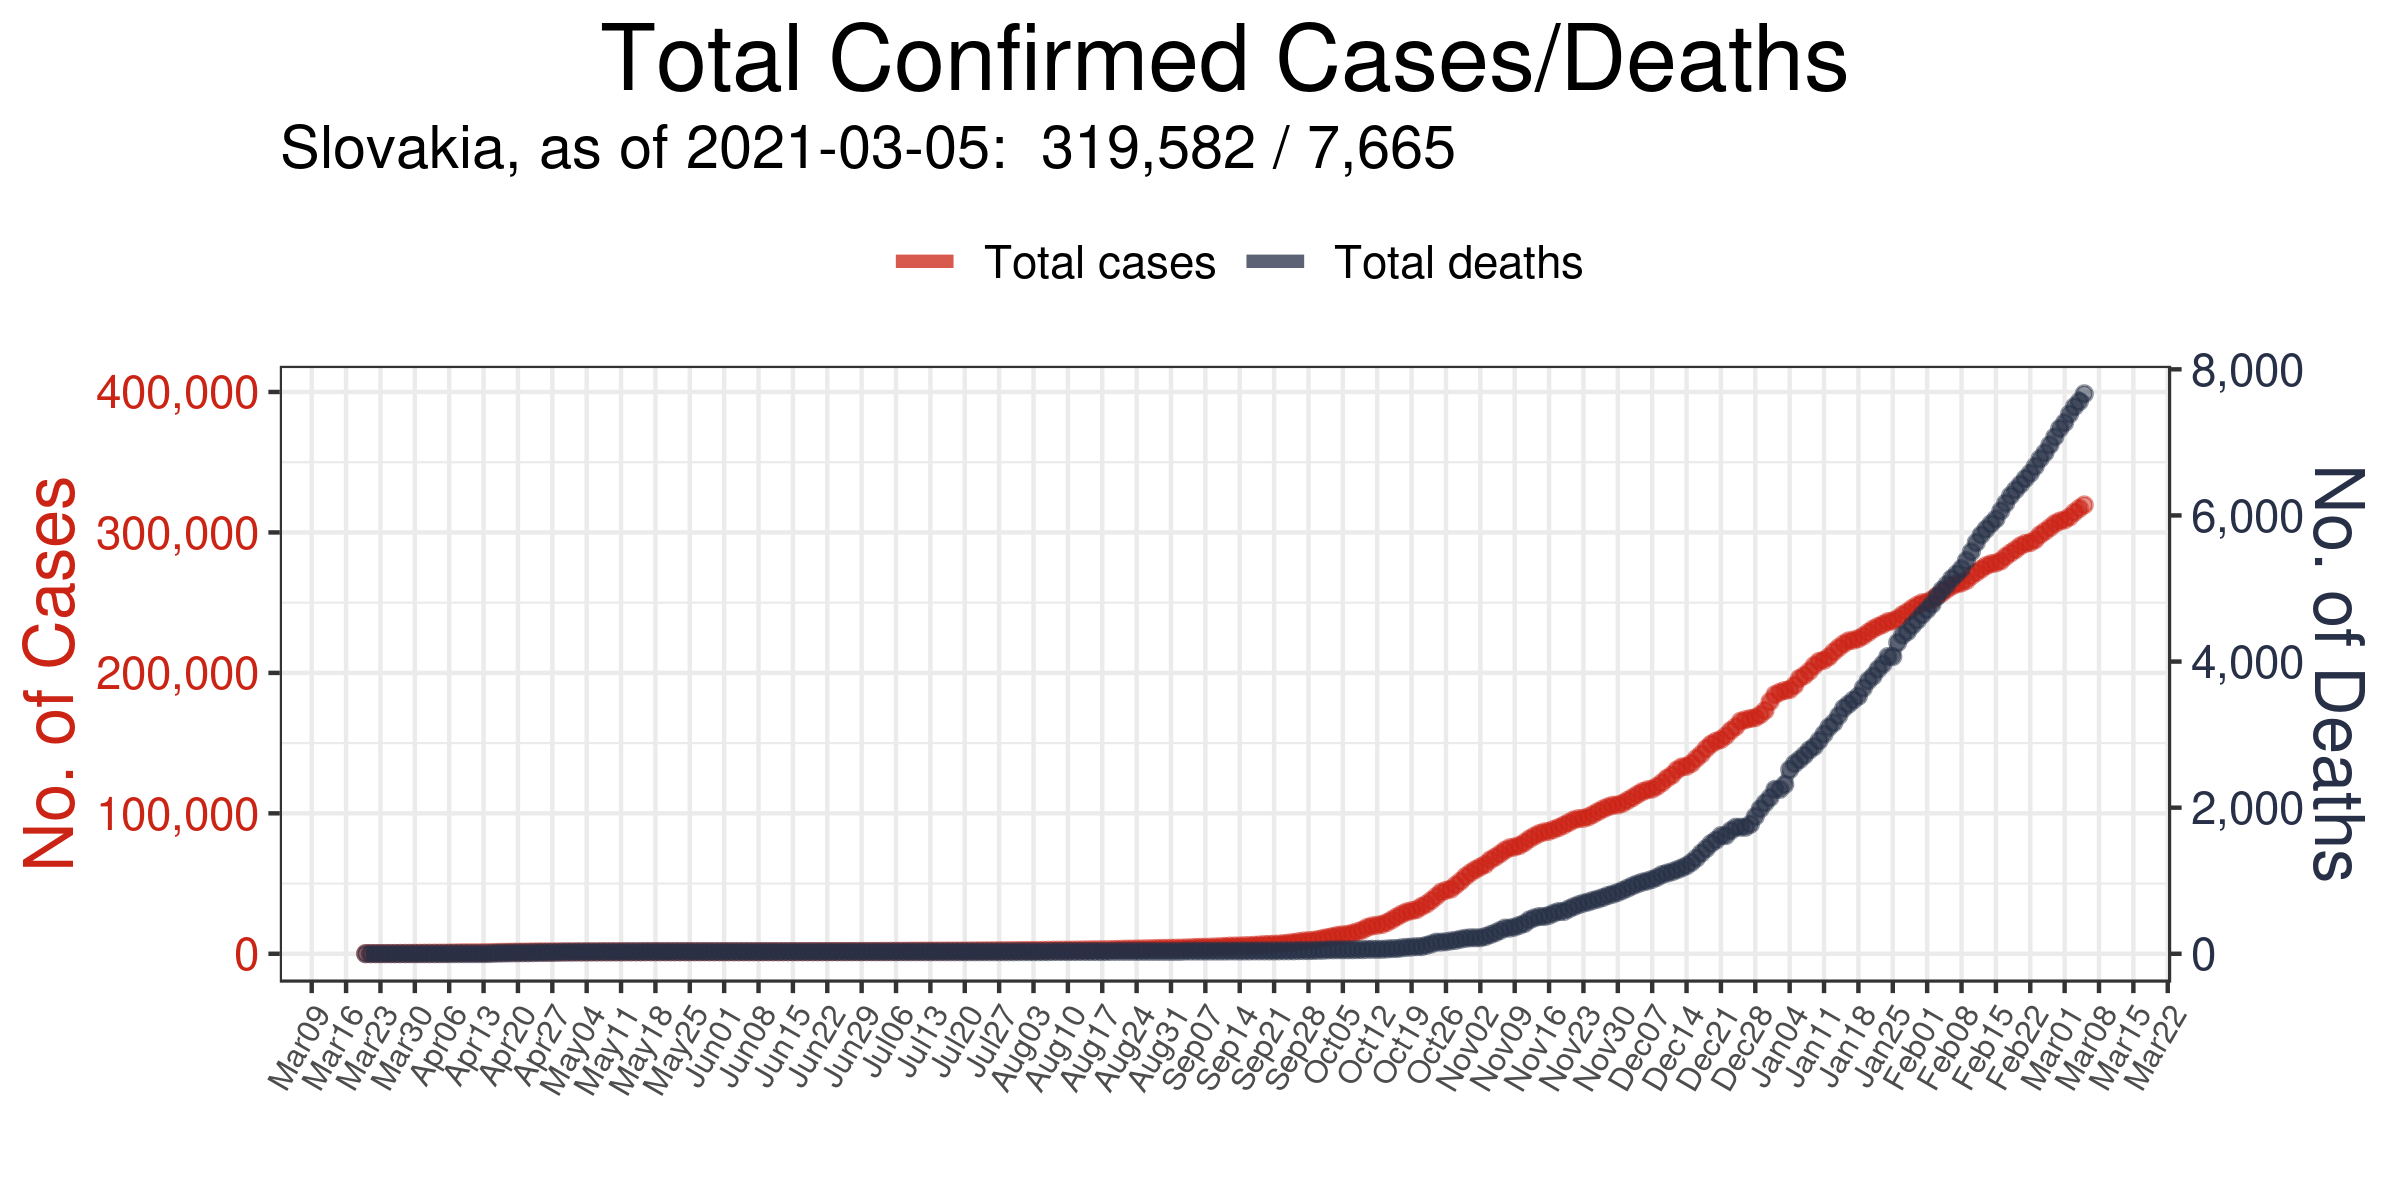 Total Confirmed Cases/Deaths
Slovakia, as of 2021-03-05:  319,582 / 7,665
Total cases
Total deaths
No. of Cases
400,000
300,000
200,000
100,000
0
8,000
6,000
4,000
2,000
0
No. of Deaths
Mar09
Mar16
Mar23
Mar30
Apr06
Apr13
Apr20
Apr27
May04
May11
May18
May25
Jun01
Jun08
Jun15
Jun22
Jun29
Jul06
Jul13
Jul20
Jul27
Aug03
Aug10
Aug17
Aug24
Aug31
Sep07
Sep14
Sep21
Sep28
Oct05
Oct12
Oct19
Oct26
Nov02
Nov09
Nov16
Nov23
Nov30
Dec07
Dec14
Dec21
Dec28
Jan04
Jan11
Jan18
Jan25
Feb01
Feb08
Feb15
Feb22
Mar01
Mar08
Mar15
Mar22